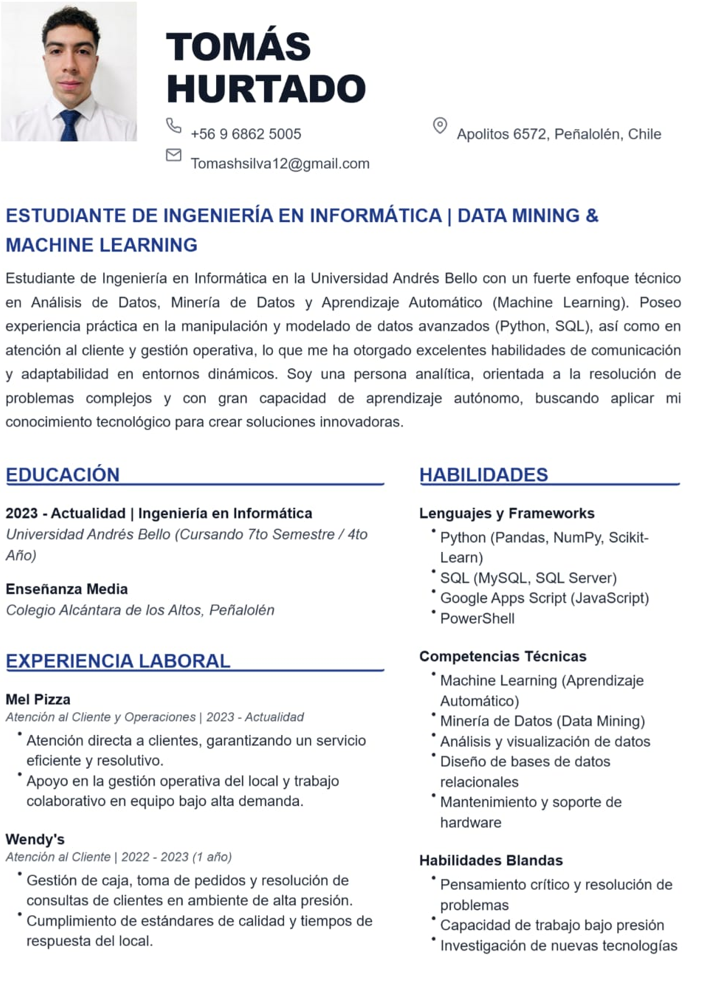 TOMÁS
HURTADO
+56 9 6862 5005
Apolitos 6572, Peñalolén, Chile
Tomashsilva12@gmail.com
ESTUDIANTE DE INGENIERÍA EN INFORMÁTICA | DATA MINING &
MACHINE LEARNING
Estudiante de Ingeniería en Informática en la Universidad Andrés Bello con un fuerte enfoque técnico
en Análisis de Datos, Minería de Datos y Aprendizaje Automático (Machine Learning). Poseo
experiencia práctica en la manipulación y modelado de datos avanzados (Python, SQL), así como en
atención al cliente y gestión operativa, lo que me ha otorgado excelentes habilidades de comunicación
y adaptabilidad en entornos dinámicos. Soy una persona analítica, orientada a la resolución de
problemas complejos y con gran capacidad de aprendizaje autónomo, buscando aplicar mi
conocimiento tecnológico para crear soluciones innovadoras.
EDUCACIÓN
2023 - Actualidad | Ingeniería en Informática
Universidad Andrés Bello (Cursando 7to Semestre / 4to
Año)
Enseñanza Media
Colegio Alcántara de los Altos, Peñalolén
EXPERIENCIA LABORAL
Mel Pizza
Atención al Cliente y Operaciones | 2023 - Actualidad
• Atención directa a clientes, garantizando un servicio
eficiente y resolutivo.
• Apoyo en la gestión operativa del local y trabajo
colaborativo en equipo bajo alta demanda.
Wendy's
Atención al Cliente | 2022 - 2023 (1 año)
• Gestión de caja, toma de pedidos y resolución de
consultas de clientes en ambiente de alta presión.
• Cumplimiento de estándares de calidad y tiempos de
respuesta del local.
HABILIDADES
Lenguajes y Frameworks
• Python (Pandas, NumPy, Scikit-
Learn)
• SQL (MySQL, SQL Server)
• Google Apps Script (JavaScript)
• PowerShell
Competencias Técnicas
• Machine Learning (Aprendizaje
Automático)
• Minería de Datos (Data Mining)
• Análisis y visualización de datos
• Diseño de bases de datos
relacionales
• Mantenimiento y soporte de
hardware
Habilidades Blandas
• Pensamiento crítico y resolución de
problemas
• Capacidad de trabajo bajo presión
• Investigación de nuevas tecnologías